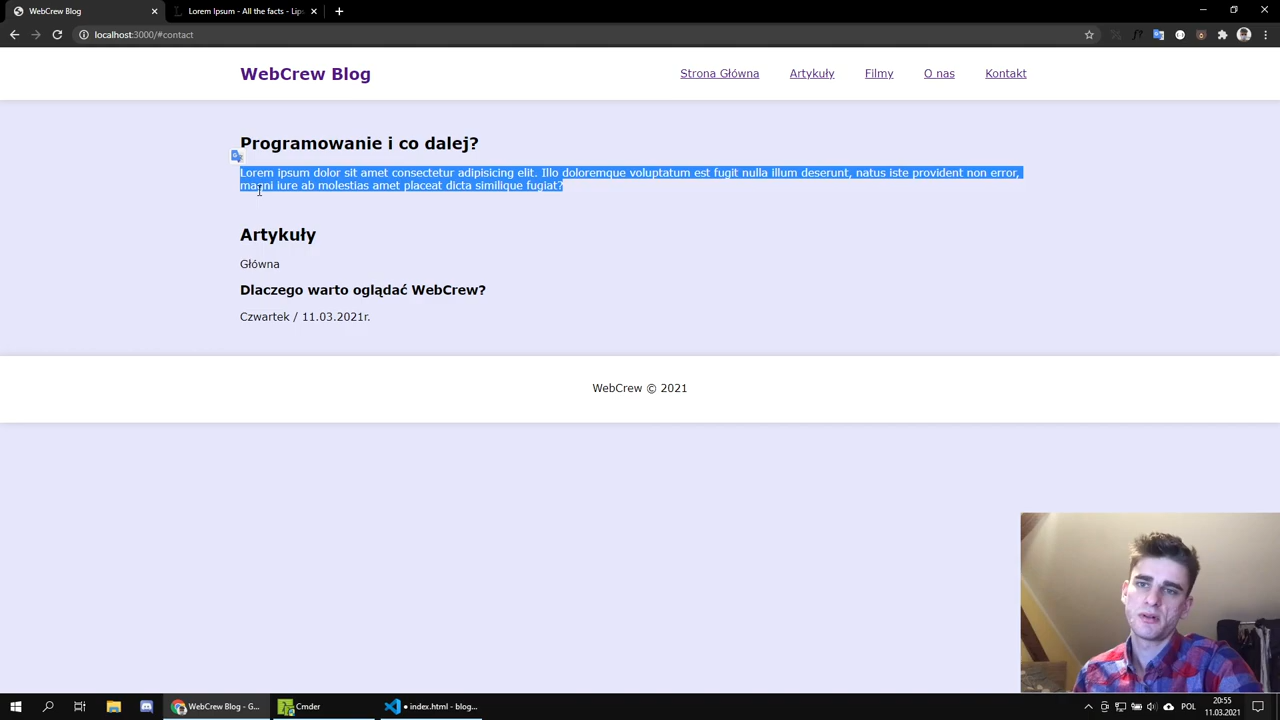 WebCrew Blog
Lorem Ipsum - All the facts - Lip
localhost:3000/#contact
WebCrew Blog
Strona Główna Artykuły Filmy O nas Kontakt
Programowanie i co dalej?
Lorem ipsum dolor sit amet consectetur adipisicing elit. Illo doloremque voluptatum est fugit nulla illum deserunt, natus iste provident non error,
magni iure ab molestias amet placeat dicta similique fugiat?
Artykuły
Główna
Dlaczego warto oglądać WebCrew?
Czwartek / 11.03.2021r.
WebCrew © 2021
WebCrew Blog - G...
Cmder
• index.html - blog...
POL
20:55
11.03.2021